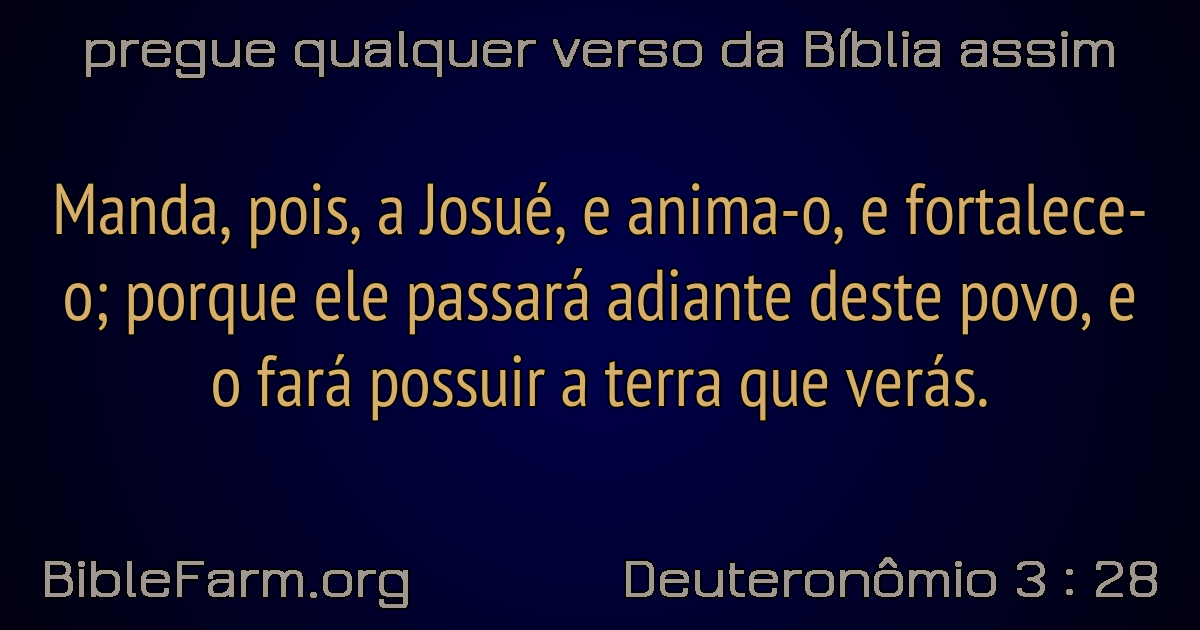 pregue qualquer verso da Bíblia assim
Manda, pois, a Josué, e anima-o, e fortalece-
o; porque ele passará adiante deste povo, e
o fará possuir a terra que verás.
BibleFarm.org
Deuteronômio 3 : 28